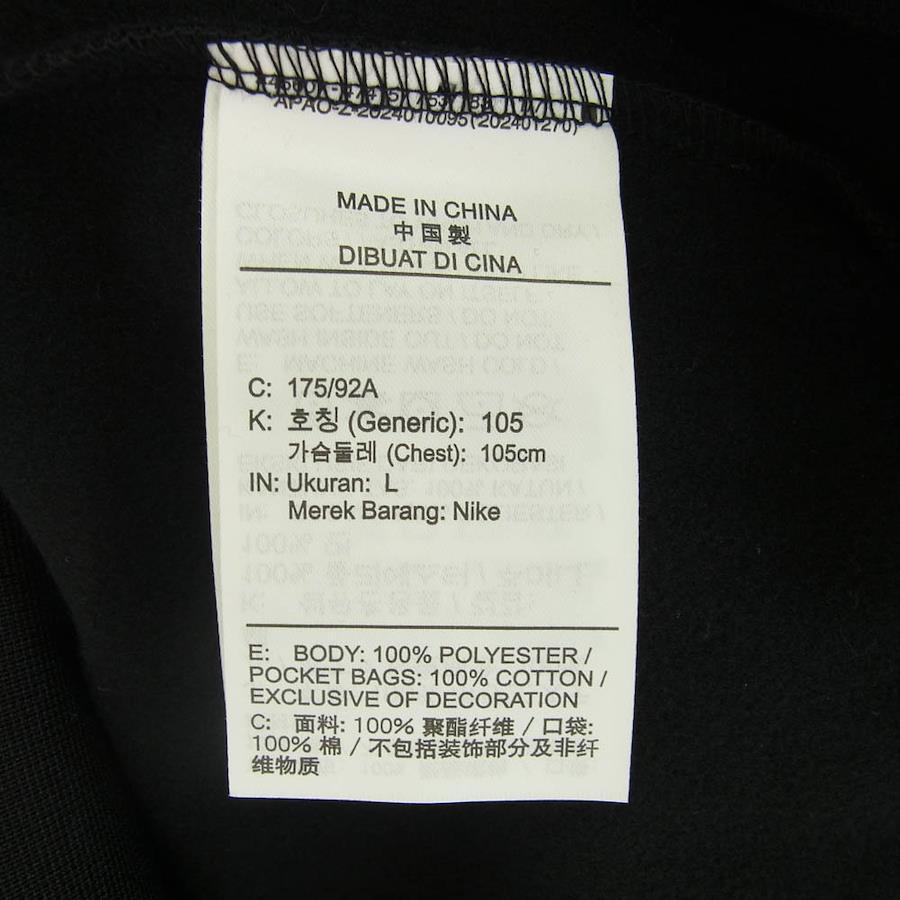 APAO-Z-2024010095(202401270)
MADE IN CHINA
中国製
DIBUAT DI CINA
C: 175/92A
K: 호칭 (Generic): 105
가슴둘레 (Chest): 105cm
IN: Ukuran: L
Merek Barang: Nike
E: BODY: 100% POLYESTER /
POCKET BAGS: 100% COTTON /
EXCLUSIVE OF DECORATION
C: 面料: 100% 聚酯纤维 / 口袋:
100% 棉 / 不包括装饰部分及非纤
维物质